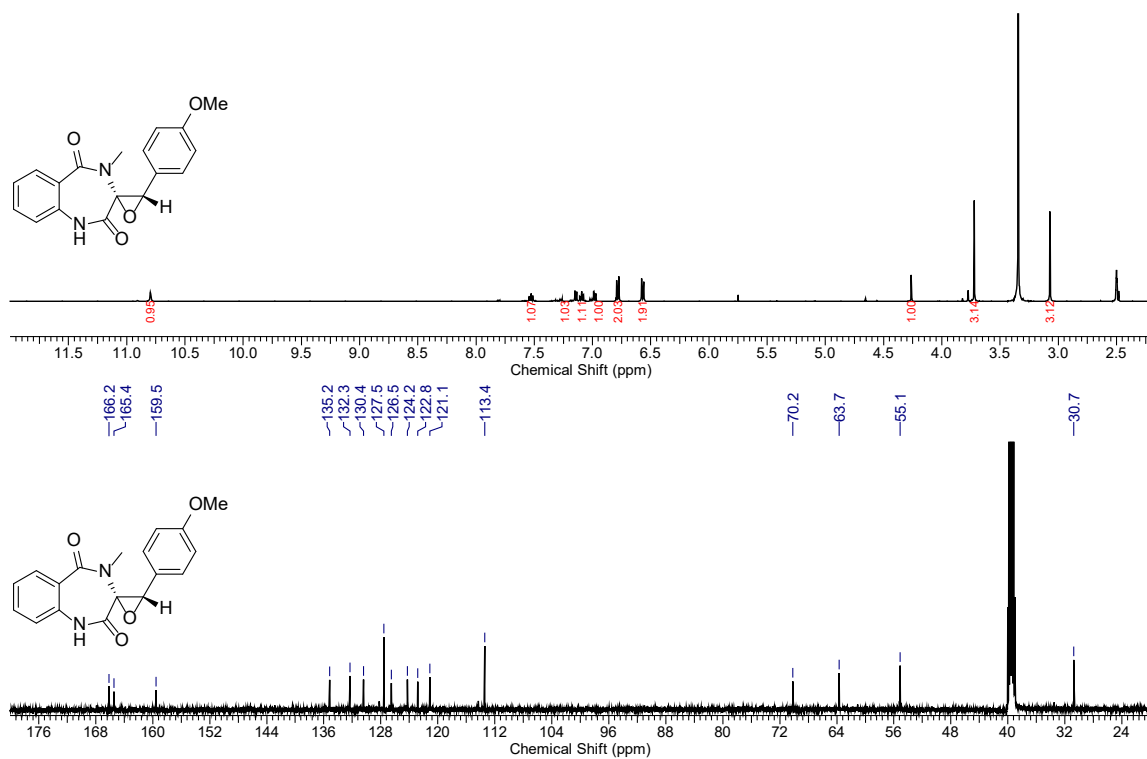 OMe
O
N
O
H
N
H
O
0.95
1.07
1.03
1.11
1.00
2.03
1.91
1.00
3.14
3.12
11.5 11.0 10.5 10.0 9.5 9.0 8.5 8.0 7.5 7.0 6.5 6.0 5.5 5.0 4.5 4.0 3.5 3.0 2.5
Chemical Shift (ppm)
166.2
165.4
159.5
135.2
132.3
130.4
127.5
126.5
124.2
122.8
121.1
113.4
70.2
63.7
55.1
30.7
OMe
O
N
O
H
N
H
O
176 168 160 152 144 136 128 120 112 104 96 88 80 72 64 56 48 40 32 24
Chemical Shift (ppm)